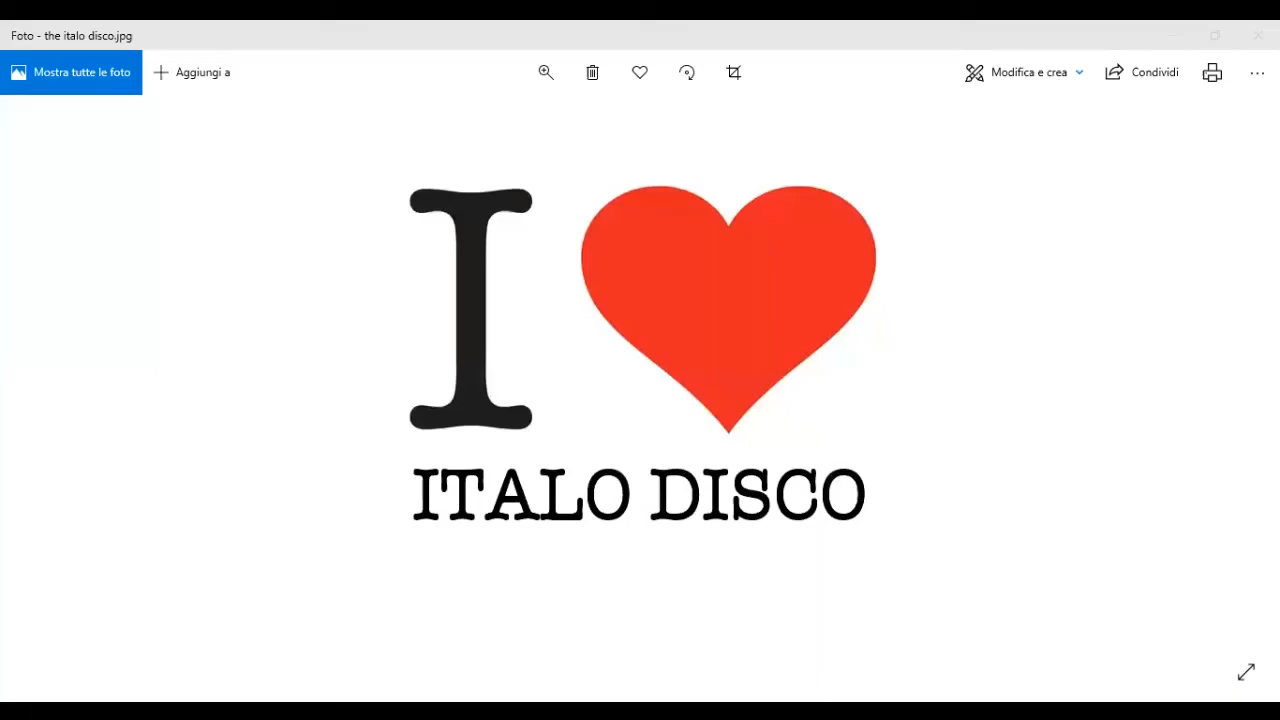 Foto - the italo disco.jpg
Mostra tutte le foto
Aggiungi a
Modifica e crea
Condividi
I
ITALO DISCO